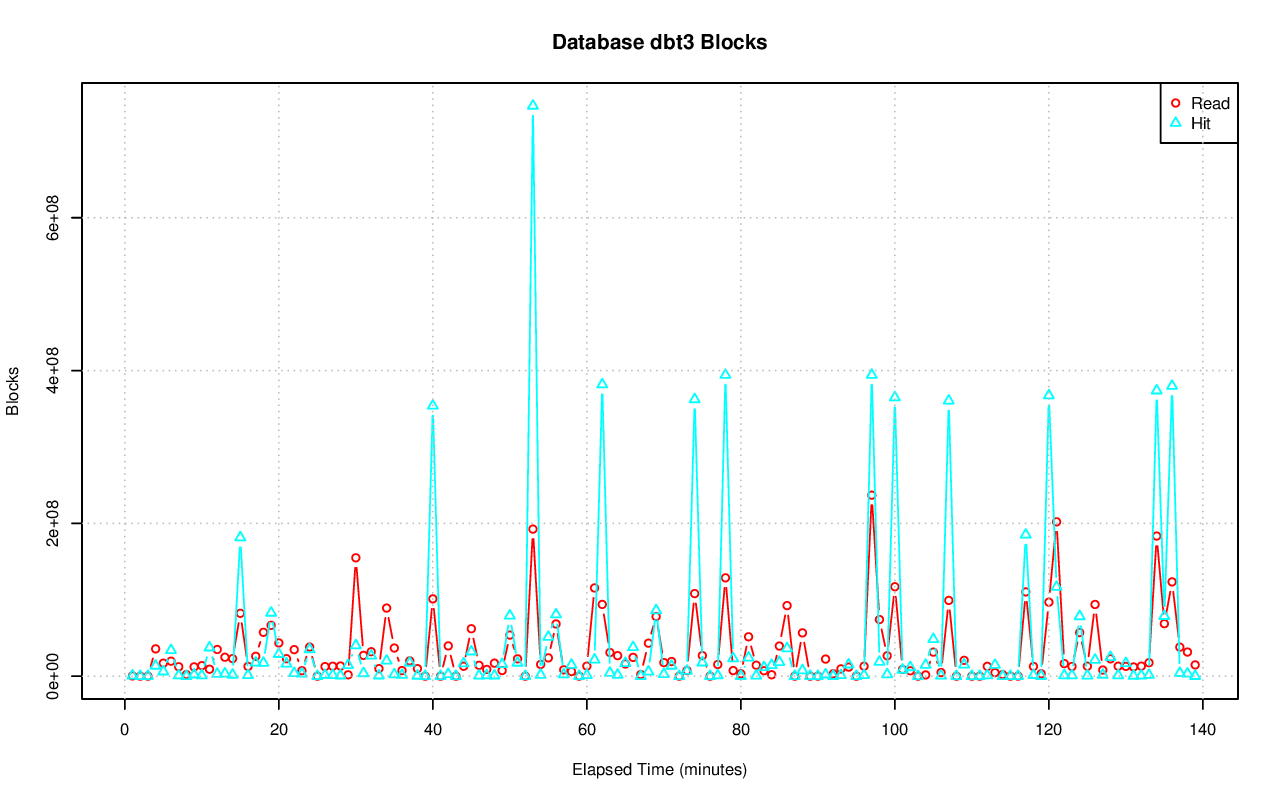 Database dbt3 Blocks
Read
Hit
Blocks
0e+00
2e+08
4e+08
6e+08
0
20
40
60
80
100
120
140
Elapsed Time (minutes)